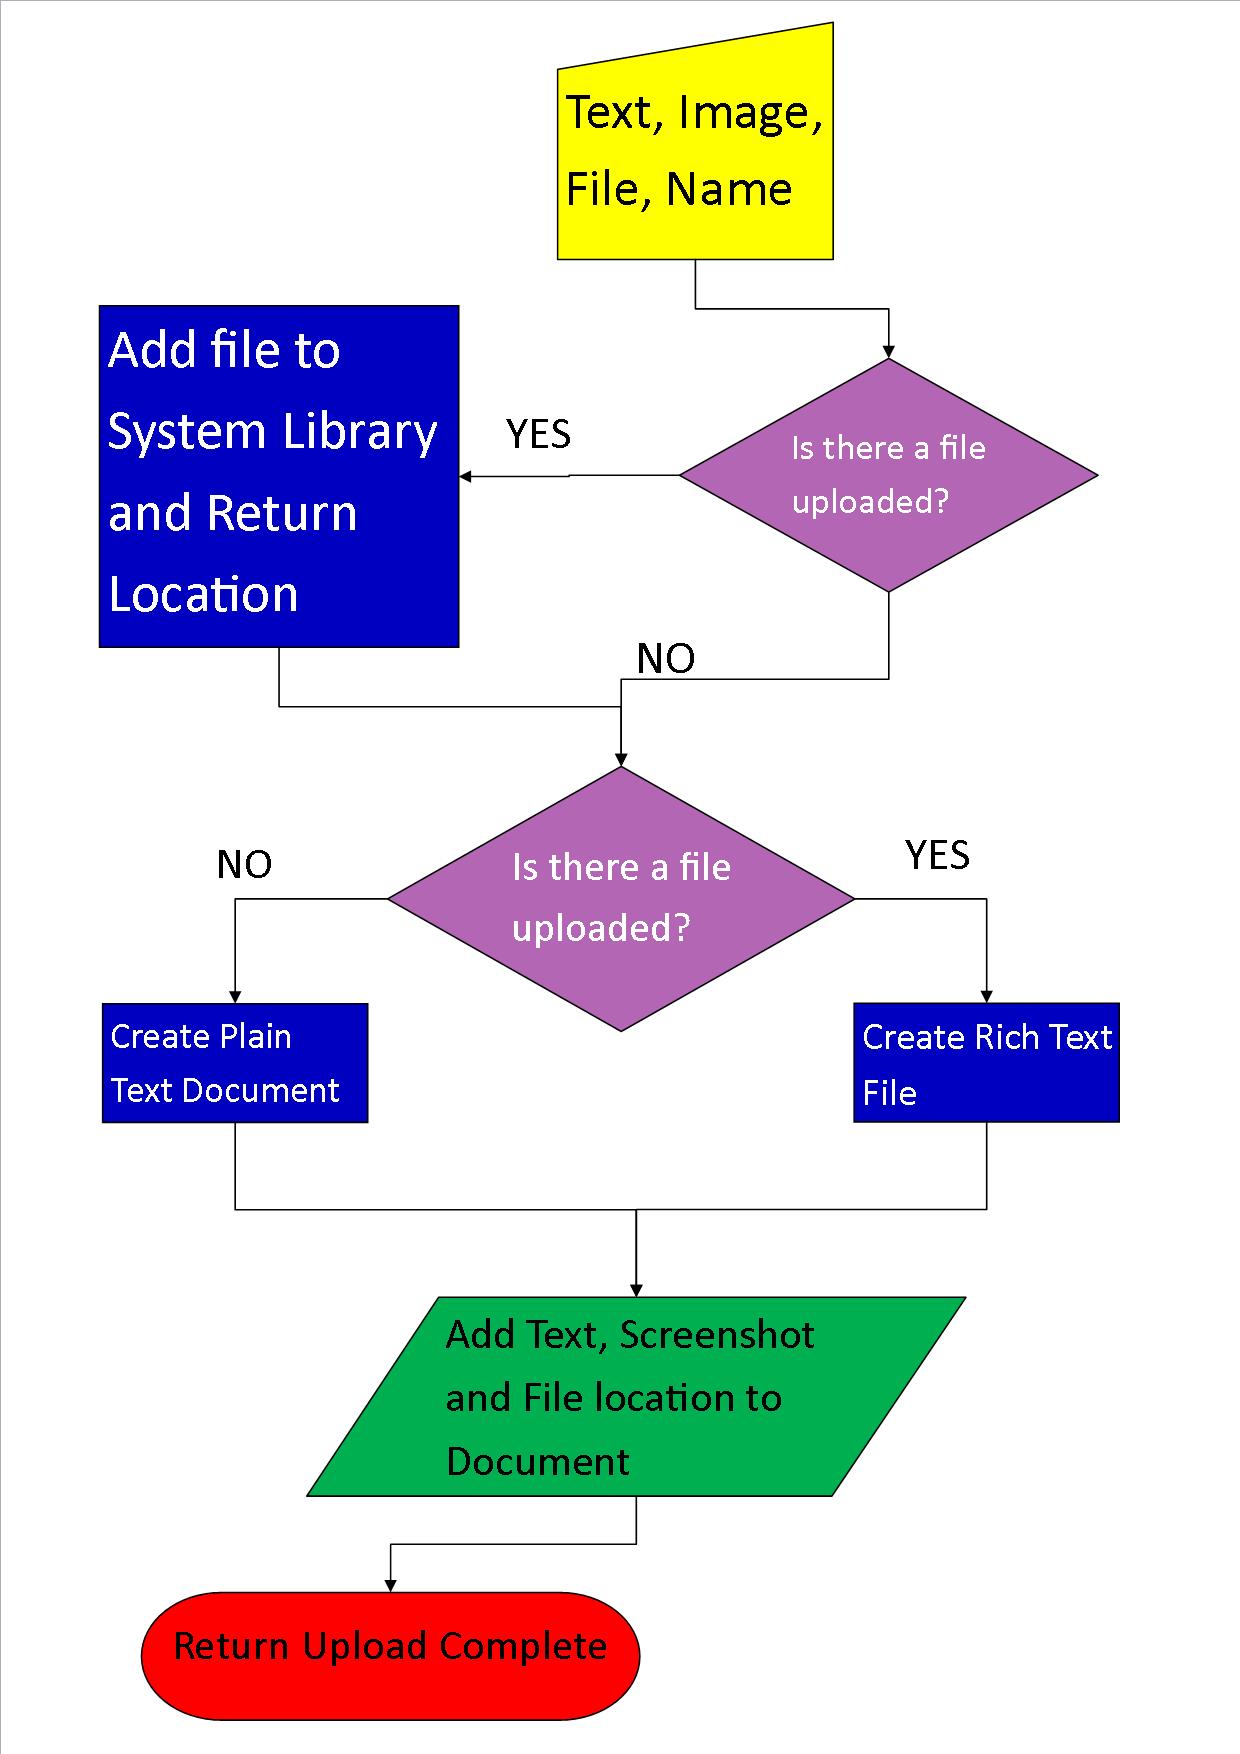 Text, Image,
File, Name
Add file to
System Library
and Return
Location
YES
Is there a file
uploaded?
NO
Is there a file
uploaded?
NO
YES
Create Plain
Text Document
Create Rich Text
File
Add Text, Screenshot
and File location to
Document
Return Upload Complete